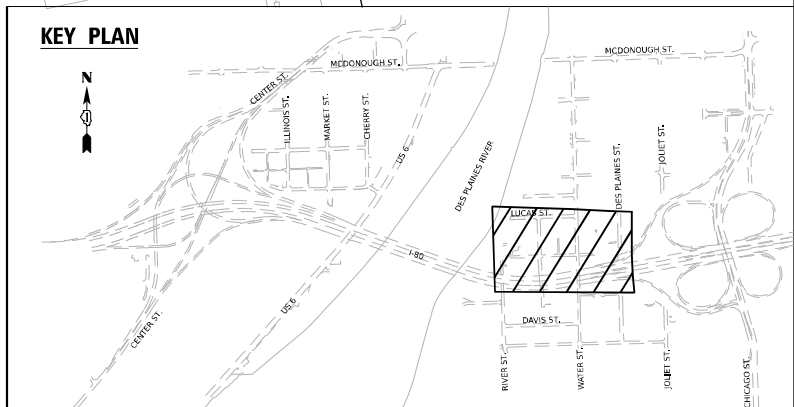 KEY PLAN
N
MCDONOUGH ST.
MCDONOUGH ST.
CENTER ST.
ILLINOIS ST.
MARKET ST.
CHERRY ST.
US 6
DES PLAINES RIVER
DES PLAINES ST.
JOLIET ST.
LUCAS ST.
I-80
US 6
CENTER ST.
DAVIS ST.
RIVER ST.
WATER ST.
JOLIET ST.
CHICAGO ST.